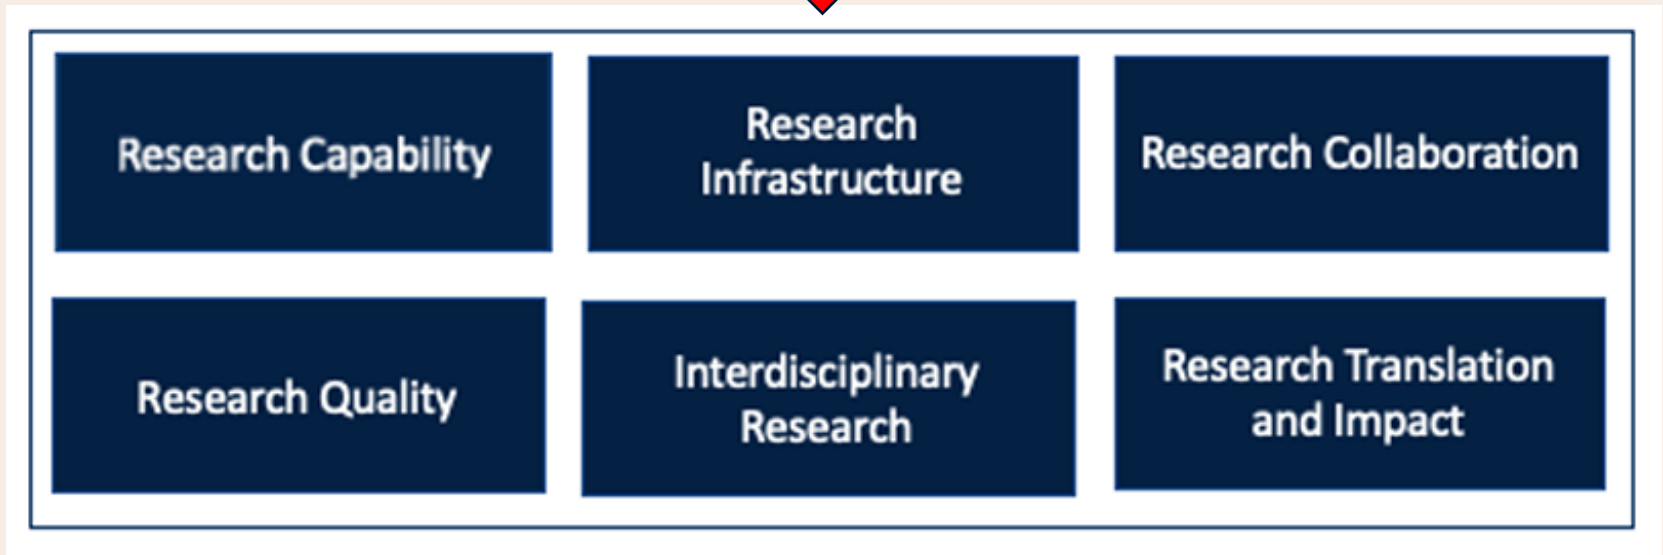 Research Capability
Research
Infrastructure
Research Collaboration
Research Quality
Interdisciplinary
Research
Research Translation
and Impact